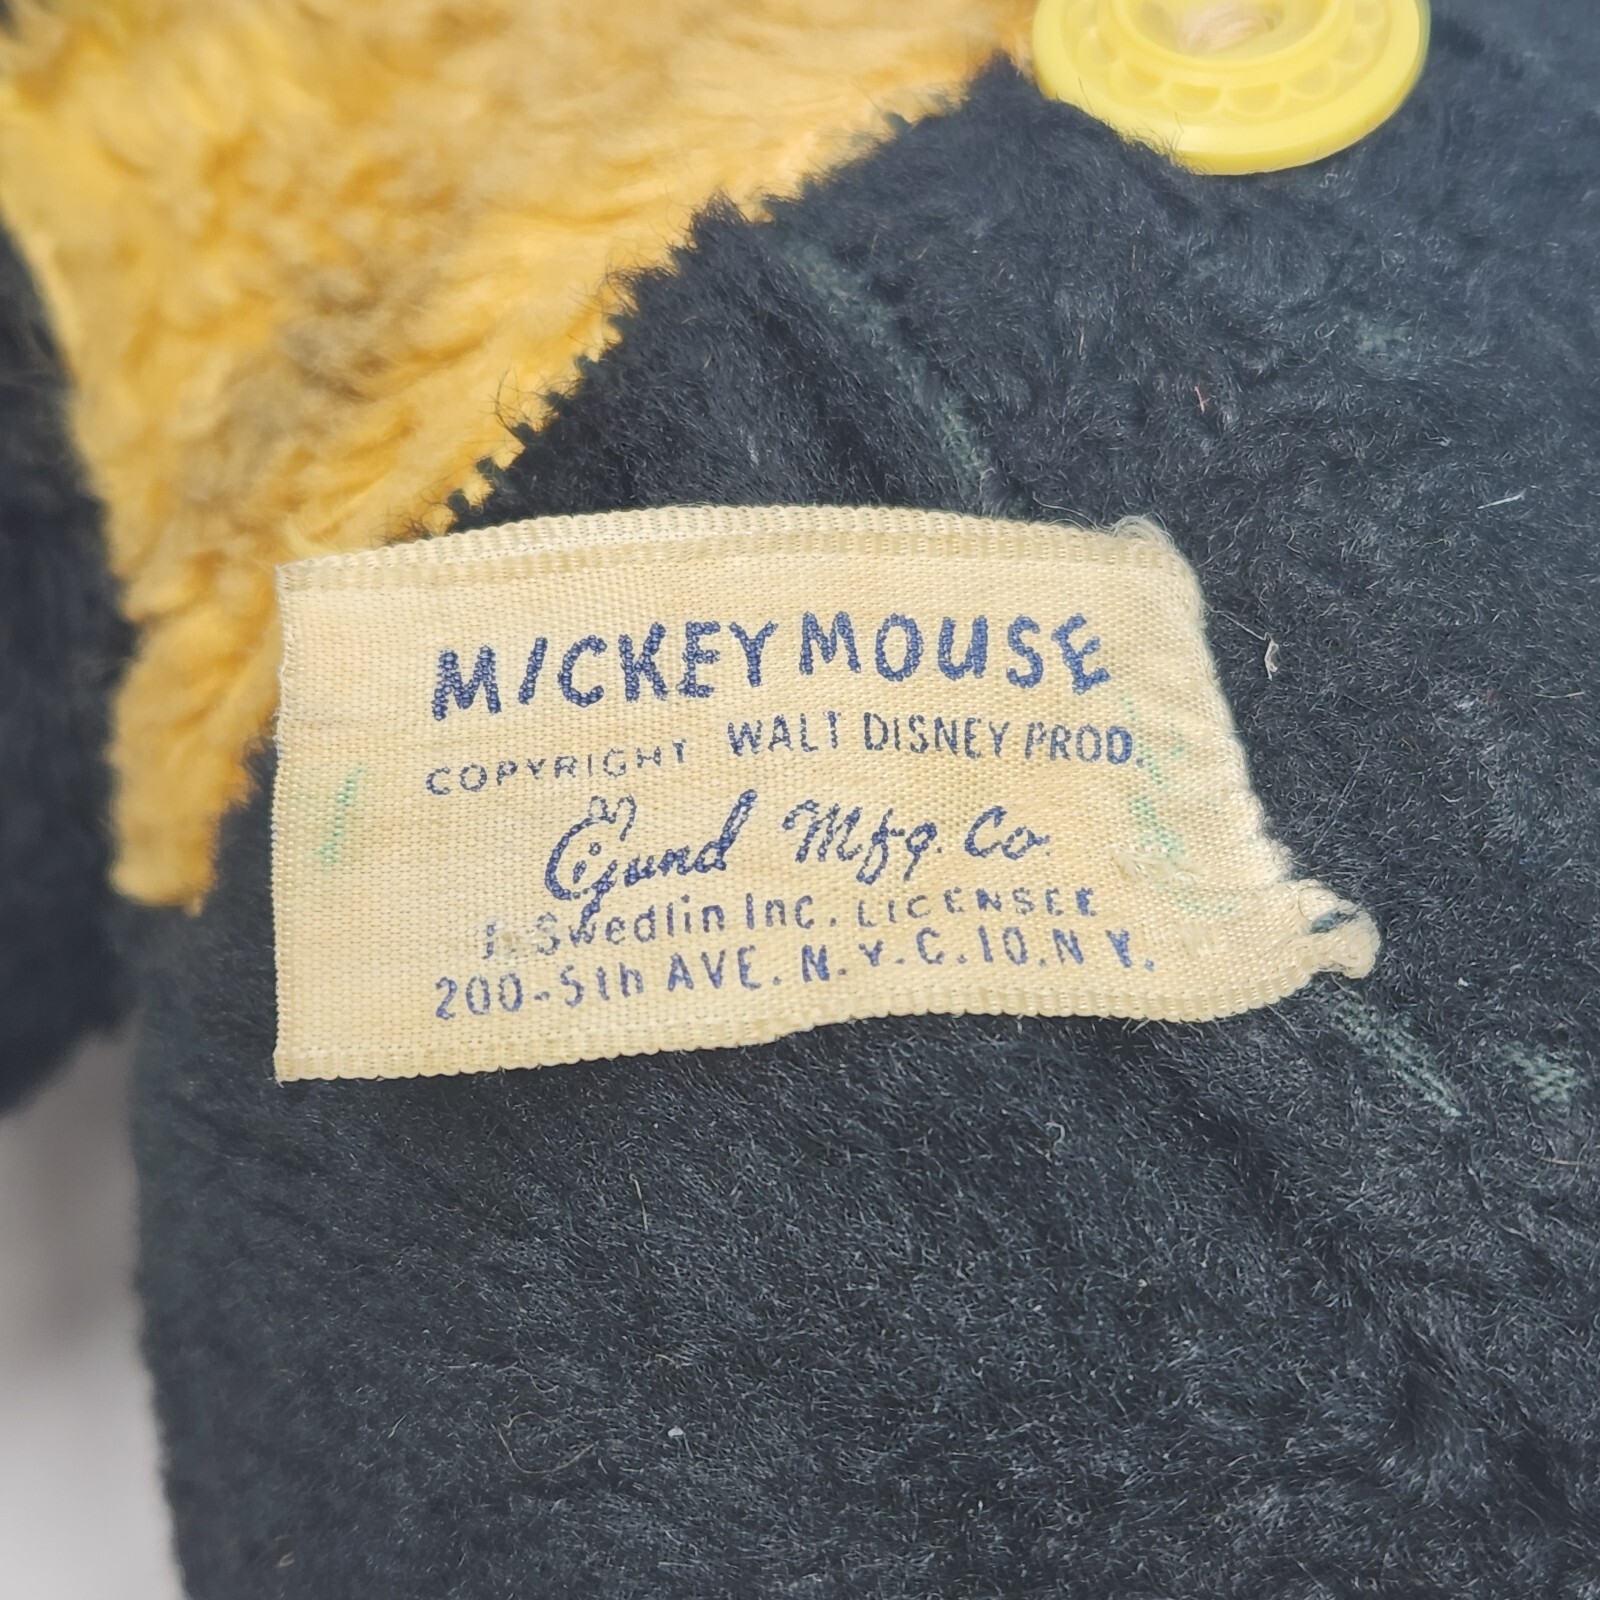 MICKEY MOUSE
COPYRIGHT WALT DISNEY PROD.
Gund Mfg. Co.
J. Swedlin Inc. LICENSEE
200-5th AVE. N.Y.C.10.N Y.